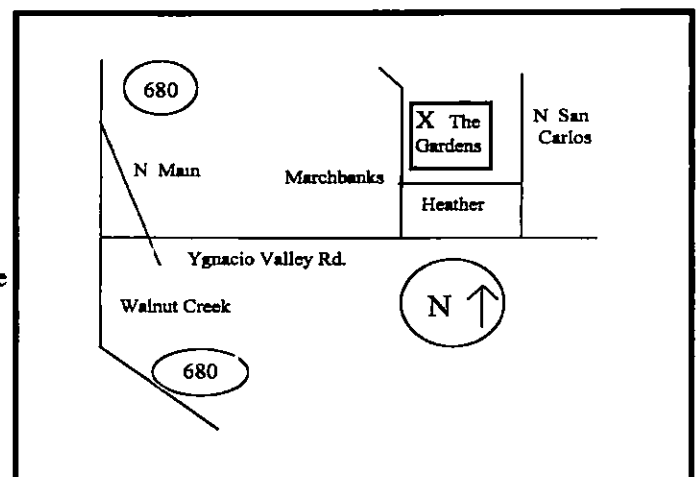 680
N Main
Marchbanks
X The
Gardens
N San
Carlos
Heather
Ygnacio Valley Rd.
Walnut Creek
N
680
e